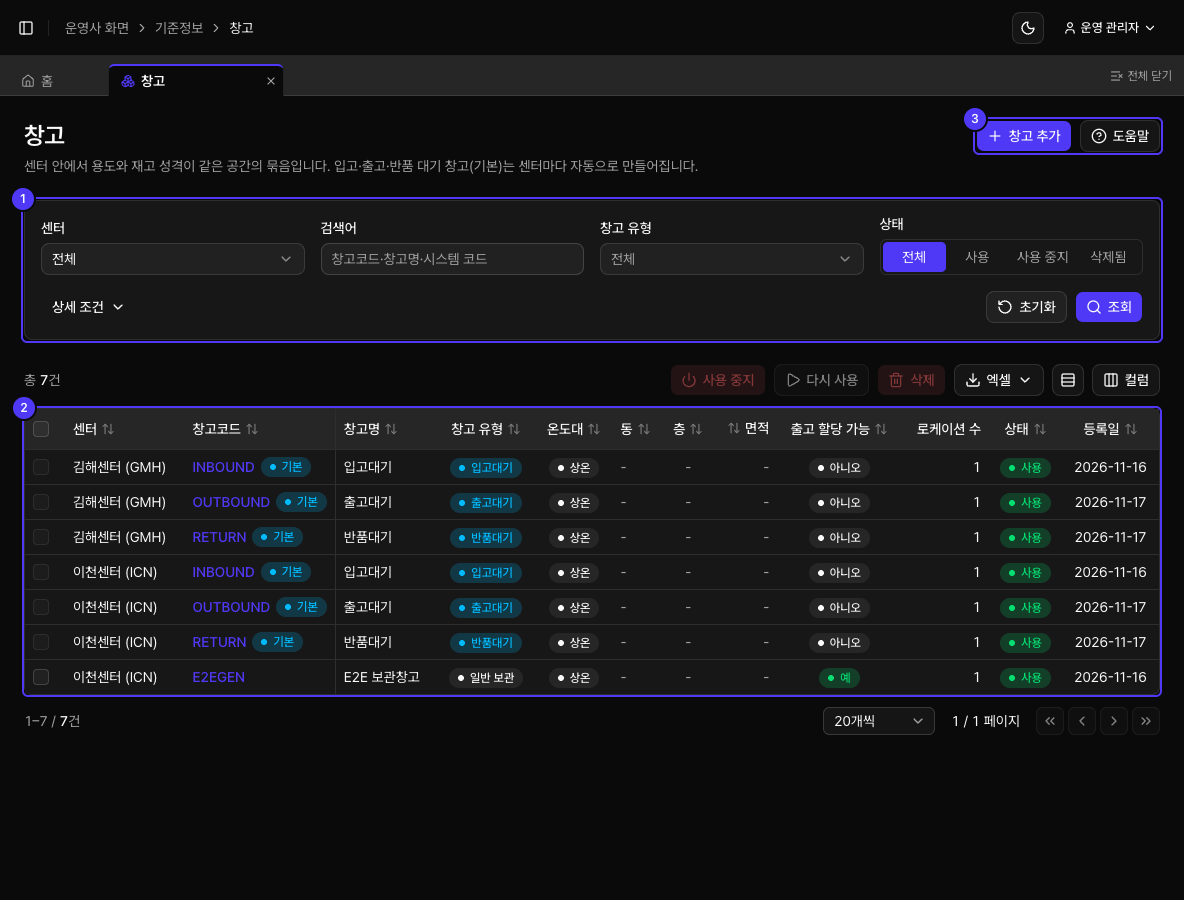 운영사 화면 > 기준정보 > 창고
운영 관리자
홈
창고
전체 닫기
창고
센터 안에서 용도와 재고 성격이 같은 공간의 묶음입니다. 입고·출고·반품 대기 창고(기본)는 센터마다 자동으로 만들어집니다.
3
창고 추가
도움말
1
센터 검색어 창고 유형 상태
전체 창고코드·창고명·시스템 코드 전체 전체 사용 사용 중지 삭제됨
상세 조건 초기화 조회
총 7건 사용 중지 다시 사용 삭제 엑셀 컬럼
2
센터 창고코드 창고명 창고 유형 온도대 동 층 면적 출고 할당 가능 로케이션 수 상태 등록일
김해센터 (GMH) INBOUND 기본 입고대기 입고대기 상온 - - - 아니오 1 사용 2026-11-16
김해센터 (GMH) OUTBOUND 기본 출고대기 출고대기 상온 - - - 아니오 1 사용 2026-11-17
김해센터 (GMH) RETURN 기본 반품대기 반품대기 상온 - - - 아니오 1 사용 2026-11-17
이천센터 (ICN) INBOUND 기본 입고대기 입고대기 상온 - - - 아니오 1 사용 2026-11-16
이천센터 (ICN) OUTBOUND 기본 출고대기 출고대기 상온 - - - 아니오 1 사용 2026-11-17
이천센터 (ICN) RETURN 기본 반품대기 반품대기 상온 - - - 아니오 1 사용 2026-11-17
이천센터 (ICN) E2EGEN E2E 보관창고 일반 보관 상온 - - - 예 1 사용 2026-11-16
1–7 / 7건 20개씩 1 / 1 페이지